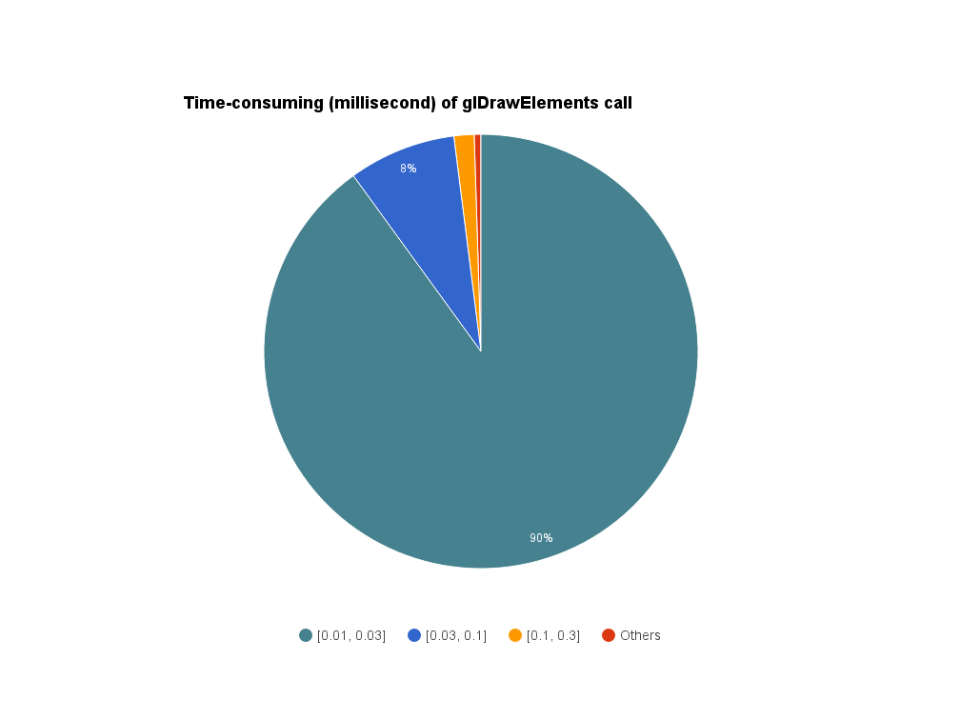 Time-consuming (millisecond) of glDrawElements call
8%
90%
[0.01, 0.03] [0.03, 0.1] [0.1, 0.3] Others